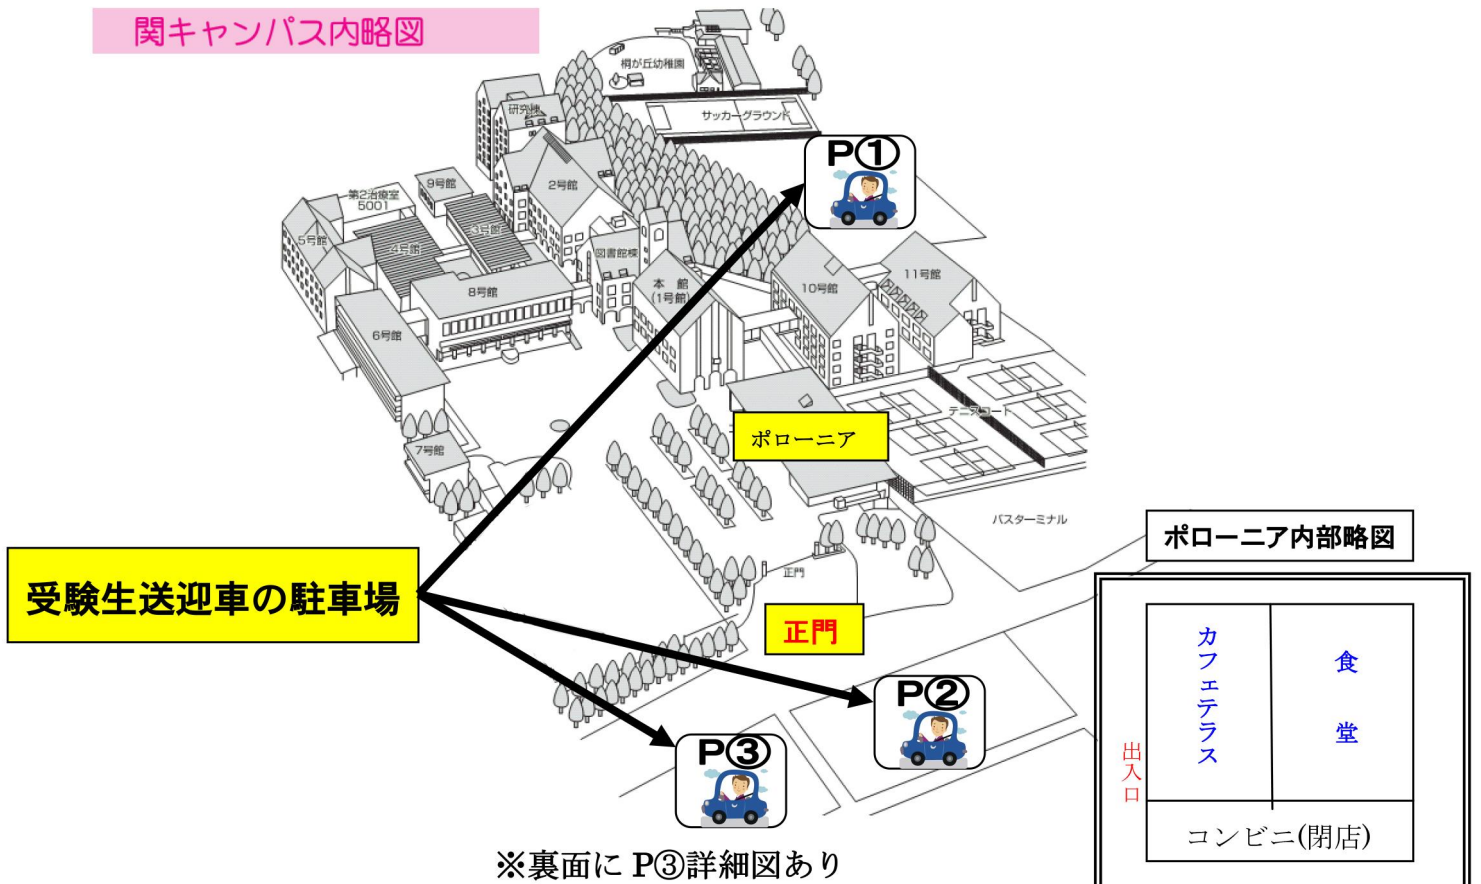 関キャンパス内略図
桐が丘幼稚園
研究棟
サッカーグラウンド
P①
第2治療室
5001
9号館
2号館
3号館
5号館
4号館
図書館棟
8号館
本 館
(1号館)
10号館
11号館
6号館
テニスコート
ポローニア
7号館
バスターミナル
ポローニア内部略図
正門
受験生送迎車の駐車場
正門
カフェテラス
食堂
P②
P③
出入口
コンビニ(閉店)
※裏面に P③詳細図あり